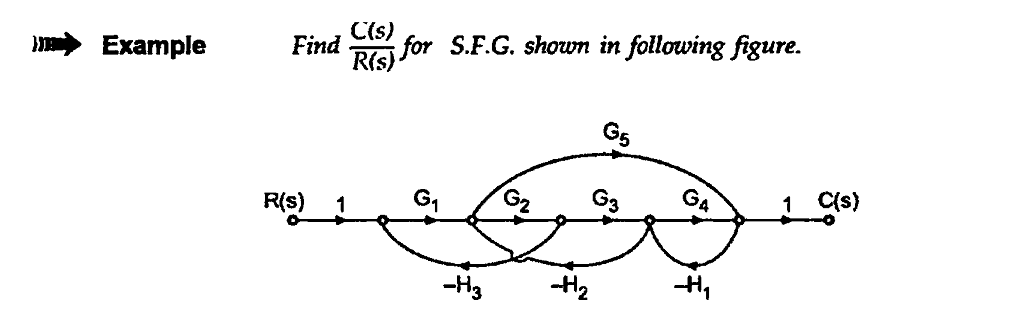 Example Find C(s)/R(s) for S.F.G. shown in following figure.
G5
R(s) 1 G1 G2 G3 G4 1 C(s)
–H3 –H2 –H1